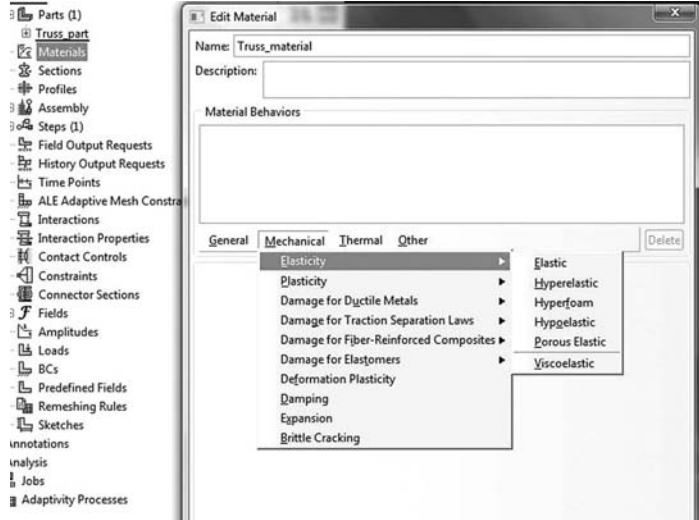 Parts (1)
Truss_part
Materials
Sections
Profiles
Assembly
Steps (1)
Field Output Requests
History Output Requests
Time Points
ALE Adaptive Mesh Constra
Interactions
Interaction Properties
Contact Controls
Constraints
Connector Sections
Fields
Amplitudes
Loads
BCs
Predefined Fields
Remeshing Rules
Sketches
nnotations
nalysis
Jobs
Adaptivity Processes
Edit Material
Name: Truss_material
Description:
Material Behaviors
General Mechanical Thermal Other Delete
Elasticity
Plasticity
Damage for Ductile Metals
Damage for Traction Separation Laws
Damage for Fiber-Reinforced Composites
Damage for Elastomers
Deformation Plasticity
Damping
Expansion
Brittle Cracking
Elastic
Hyperelastic
Hyperfoam
Hypoelastic
Porous Elastic
Viscoelastic